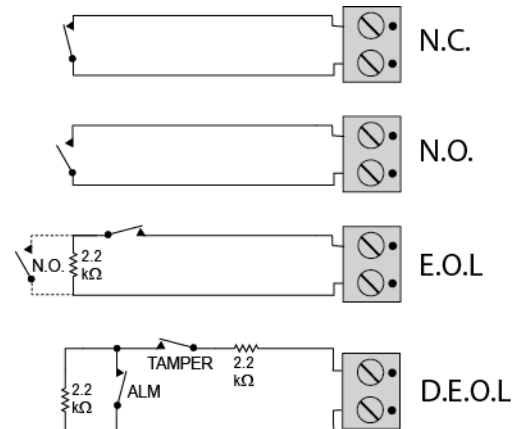 N.C.
N.O.
N.O.
2.2
kΩ
E.O.L
TAMPER
2.2
kΩ
2.2
kΩ
ALM
D.E.O.L